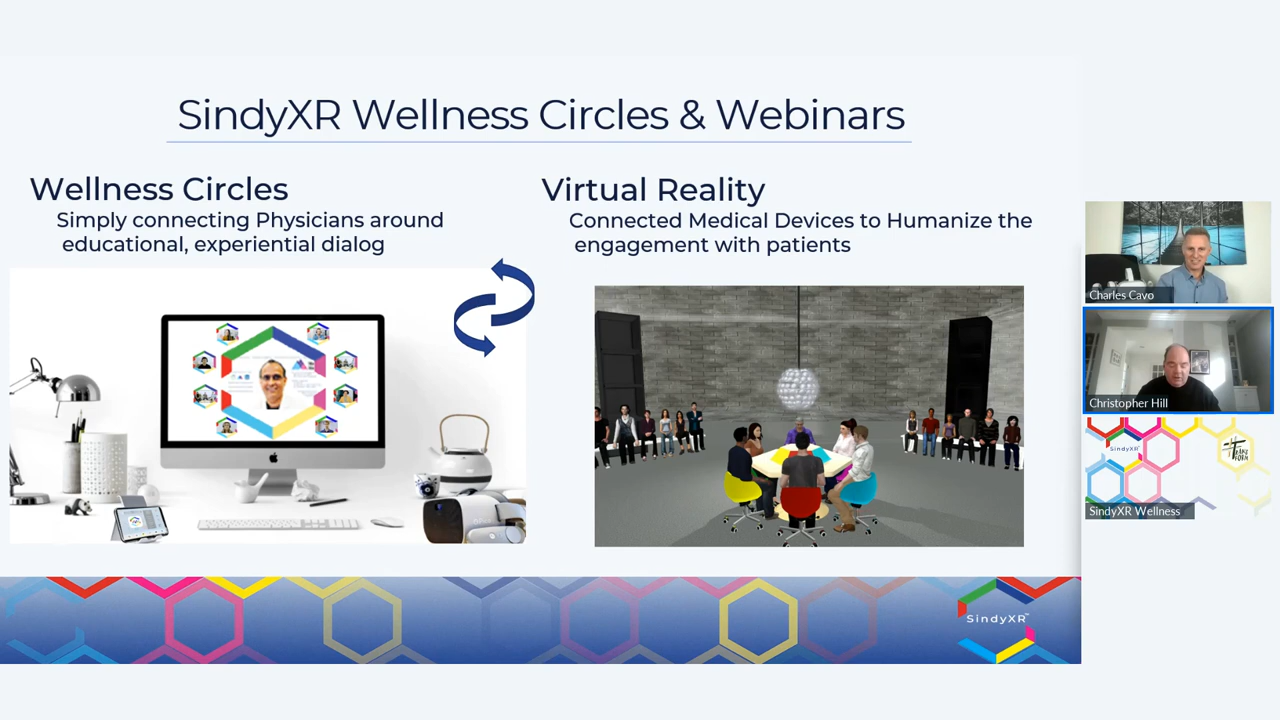 SindyXR Wellness Circles & Webinars
Wellness Circles
Simply connecting Physicians around
educational, experiential dialog
Virtual Reality
Connected Medical Devices to Humanize the
engagement with patients
SindyXR™
Charles Cavo
Christopher Hill
SindyXR
SindyXR Wellness